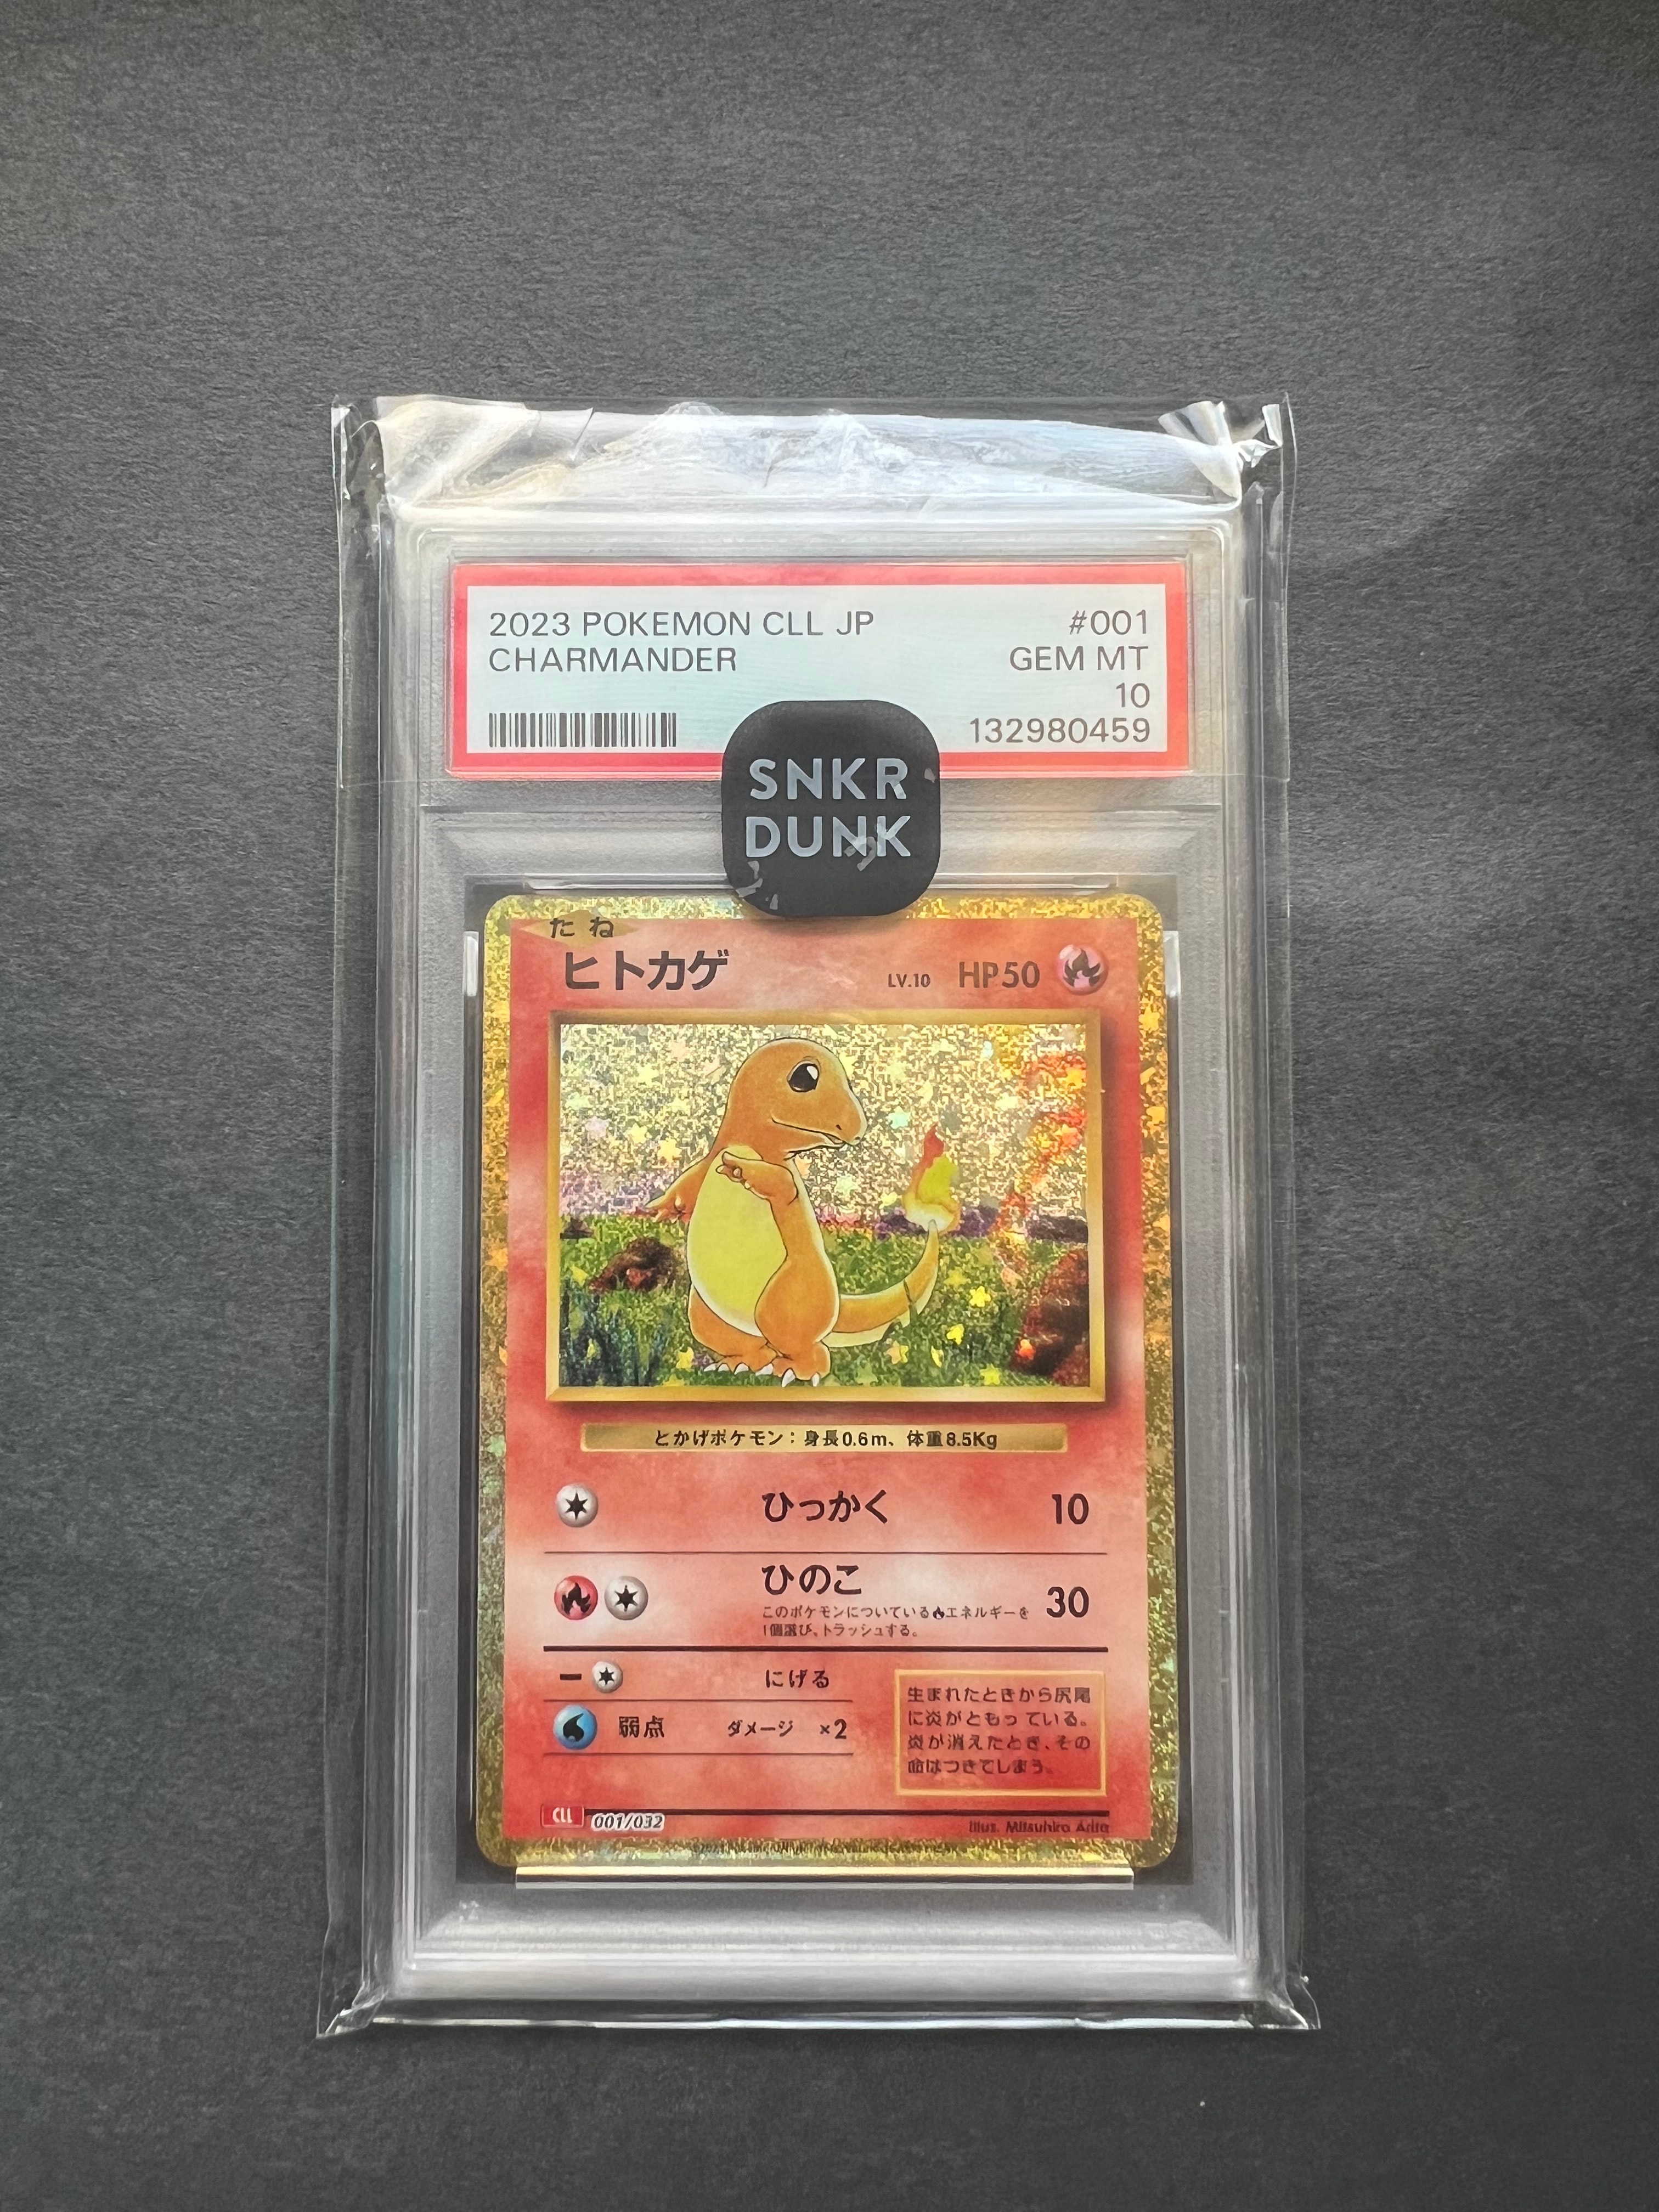 2023 POKEMON CLL JP #001
CHARMANDER GEM MT
10
132980459
SNKR
DUNK
たね
ヒトカゲ LV.10 HP50
とかげポケモン：身長0.6m、体重8.5Kg
ひっかく 10
ひのこ 30
このポケモンについている エネルギーを
1個選び、トラッシュする。
ー にげる
弱点 ダメージ ×2
生まれたときから尻尾
に炎がともっている。
炎が消えたとき、その
命はつきてしまう。
CLL 001/032
Illus. Mitsuhiro Arita